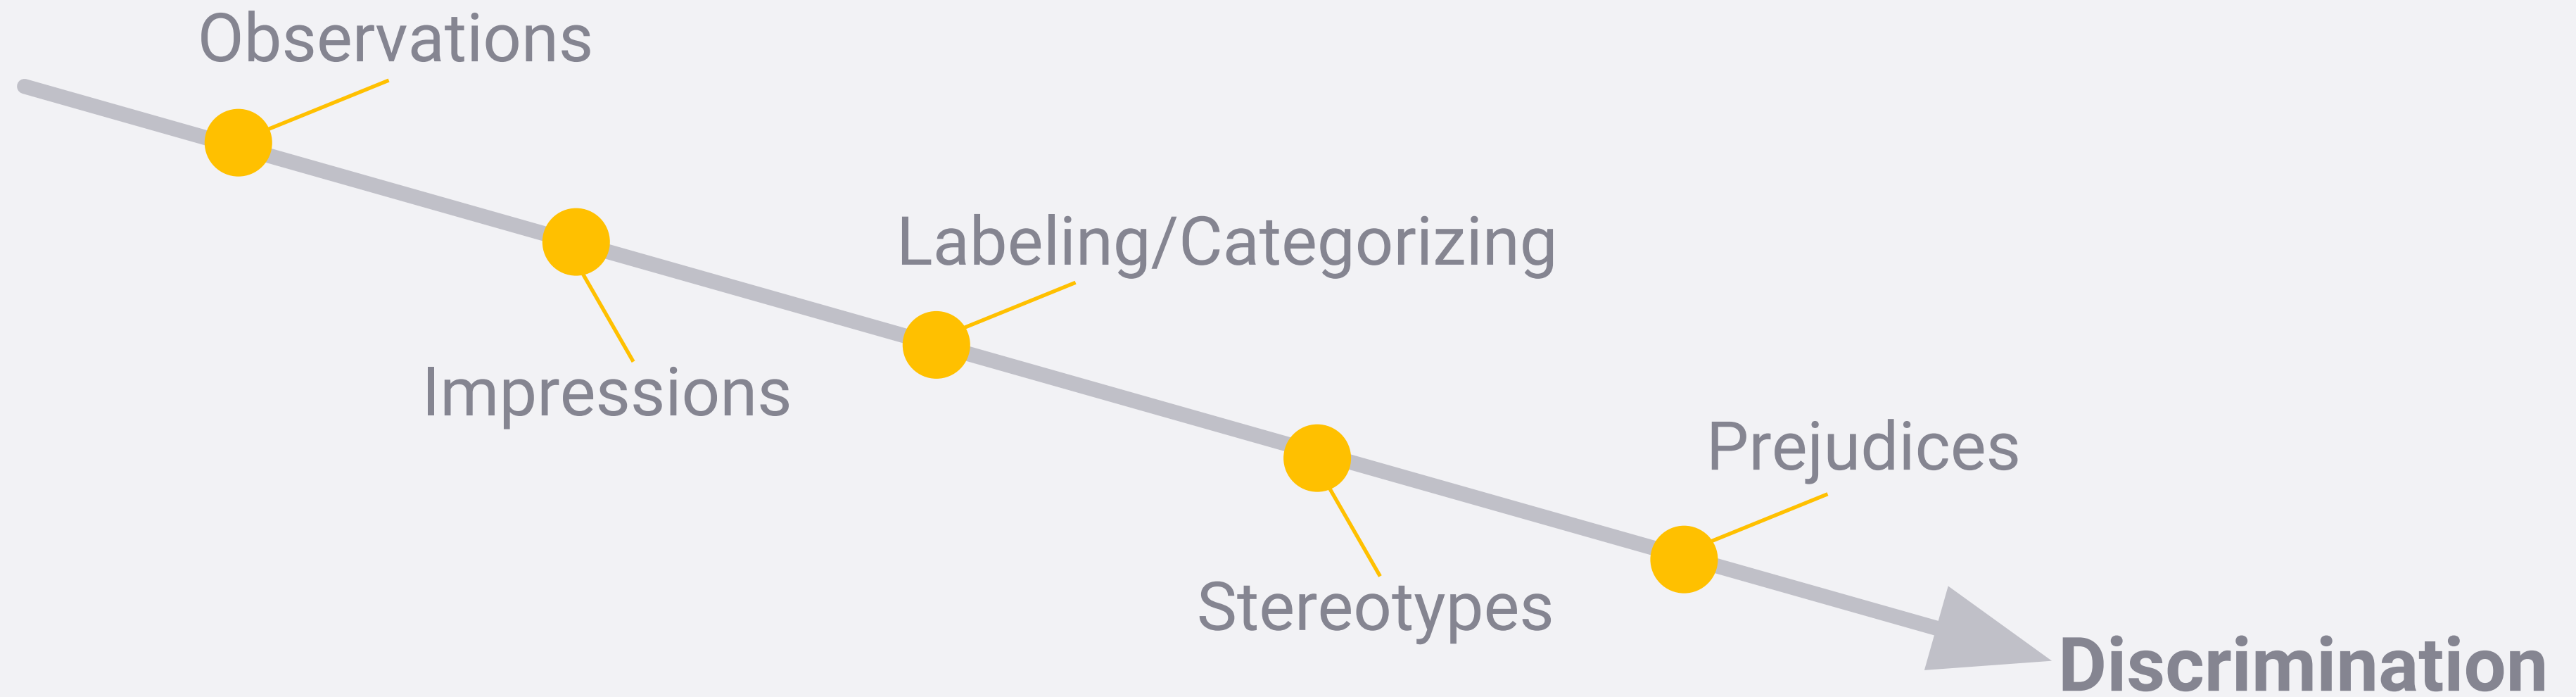 Observations
Impressions
Labeling/Categorizing
Stereotypes
Prejudices
Discrimination